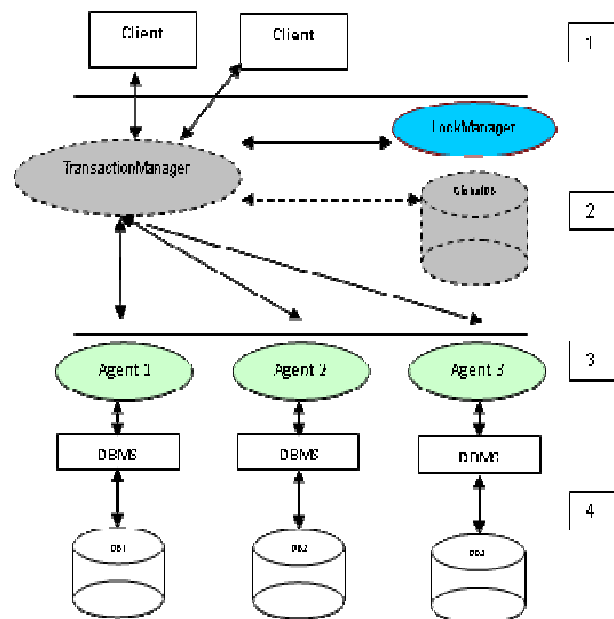 Client
Client
1
LockManager
TransactionManager
2
Agent 1
Agent 2
Agent 3
3
DBMS
DBMS
DBMS
4
DB1
DB2
DB3